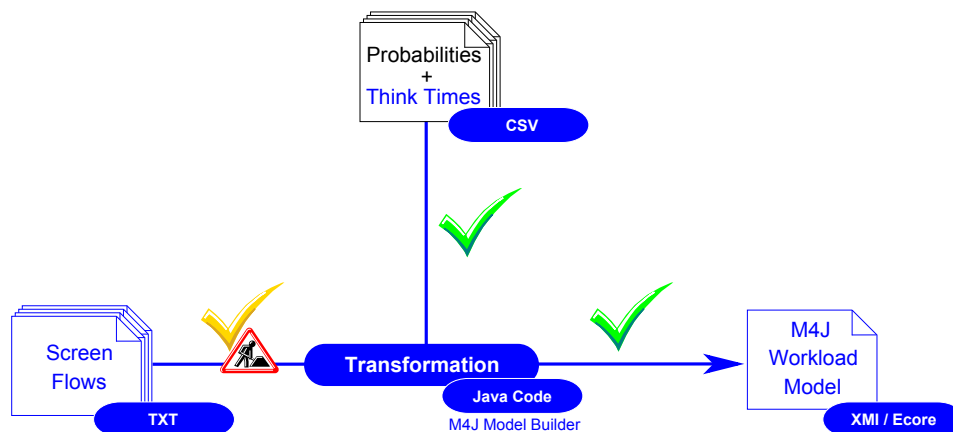 Probabilities
+
Think Times
CSV
Screen
Flows
TXT
Transformation
Java Code
M4J Model Builder
M4J
Workload
Model
XMI / Ecore